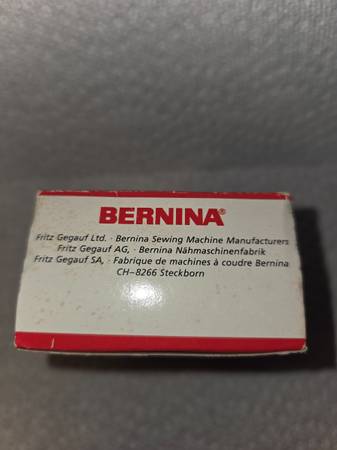 BERNINA®
Fritz Gegauf Ltd. · Bernina Sewing Machine Manufacturers
Fritz Gegauf AG, · Bernina Nähmaschinenfabrik
Fritz Gegauf SA, · Fabrique de machines à coudre Bernina
CH–8266 Steckborn